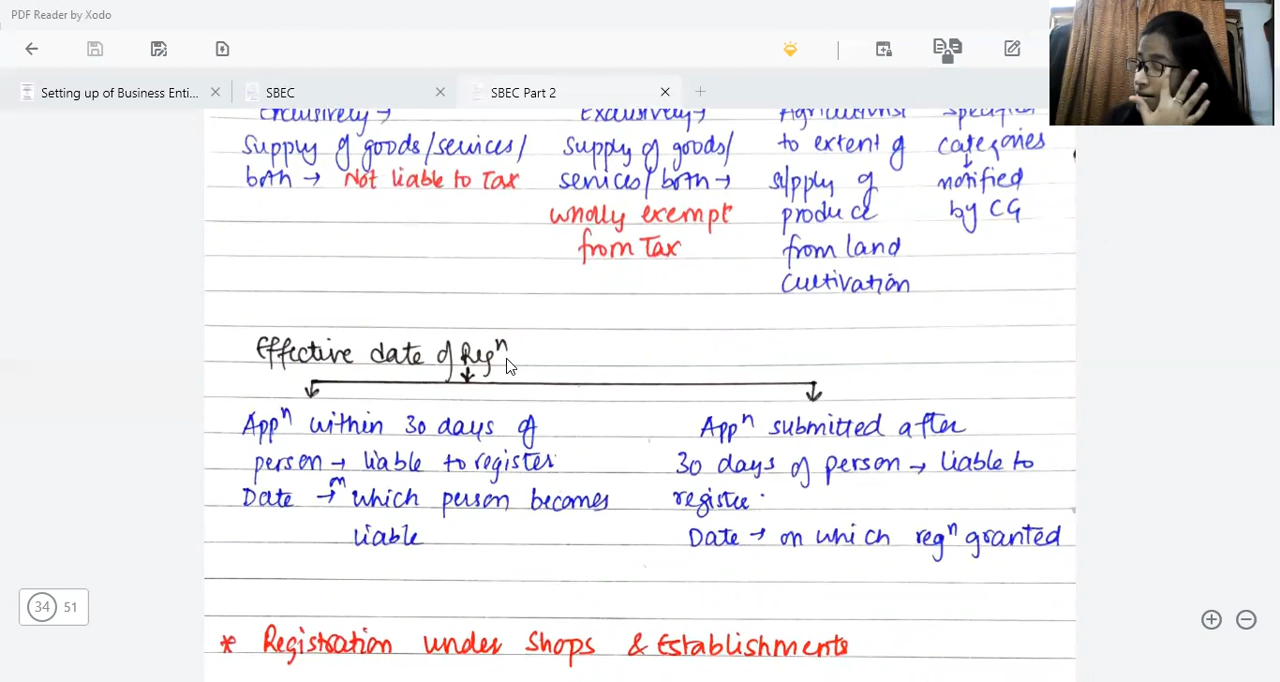 PDF Reader by Xodo
Setting up of Business Enti...
SBEC
SBEC Part 2
Exclusively → Exclusively → Agriculturist specified
Supply of goods/services/ Supply of goods/ to extent of categories
both → Not liable to Tax services/both → supply of notified
wholly exempt produce by CG
from Tax from land
cultivation
Effective date of Regⁿ
Appⁿ within 30 days of Appⁿ submitted after
person → liable to register 30 days of person → liable to
Date → on which person becomes register.
liable Date → on which regⁿ granted
34 51
* Registration under Shops & Establishments